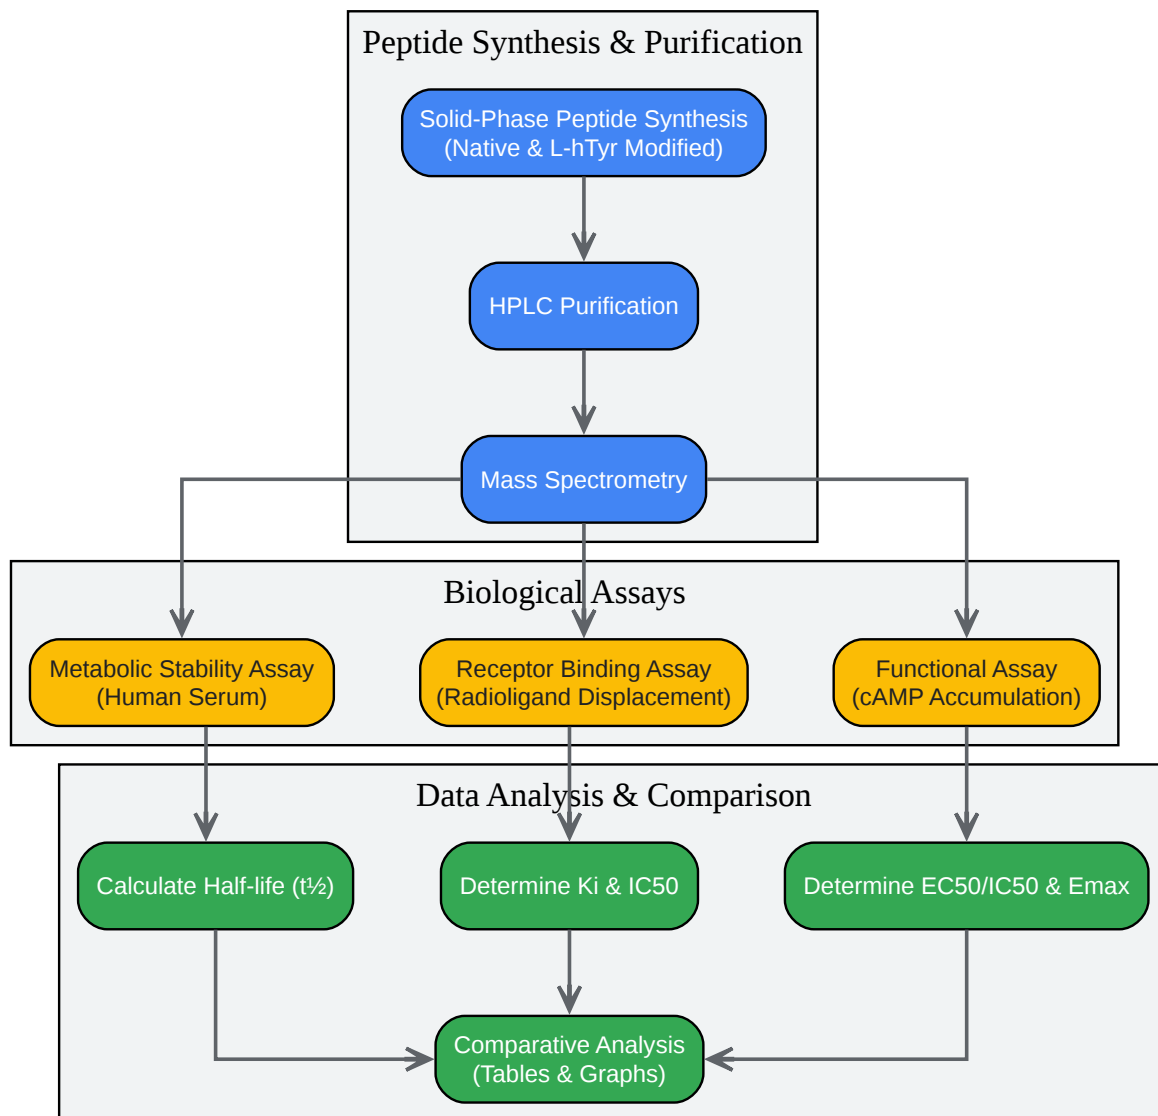 Peptide Synthesis & Purification
Solid-Phase Peptide Synthesis
(Native & L-hTyr Modified)
HPLC Purification
Mass Spectrometry
Biological Assays
Metabolic Stability Assay
(Human Serum)
Receptor Binding Assay
(Radioligand Displacement)
Functional Assay
(cAMP Accumulation)
Data Analysis & Comparison
Calculate Half-life (t½)
Determine Ki & IC50
Determine EC50/IC50 & Emax
Comparative Analysis
(Tables & Graphs)